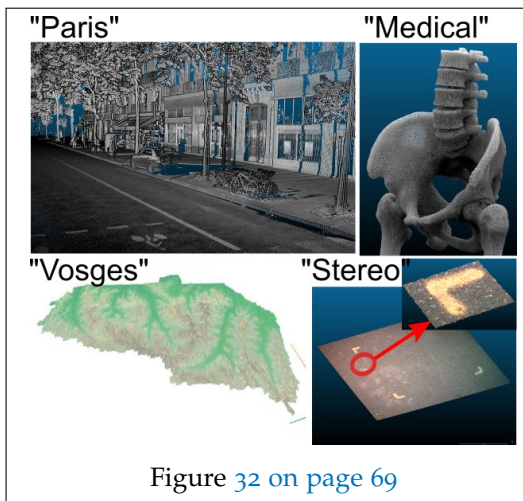 "Paris" "Medical"
"Vosges" "Stereo"
Figure 32 on page 69